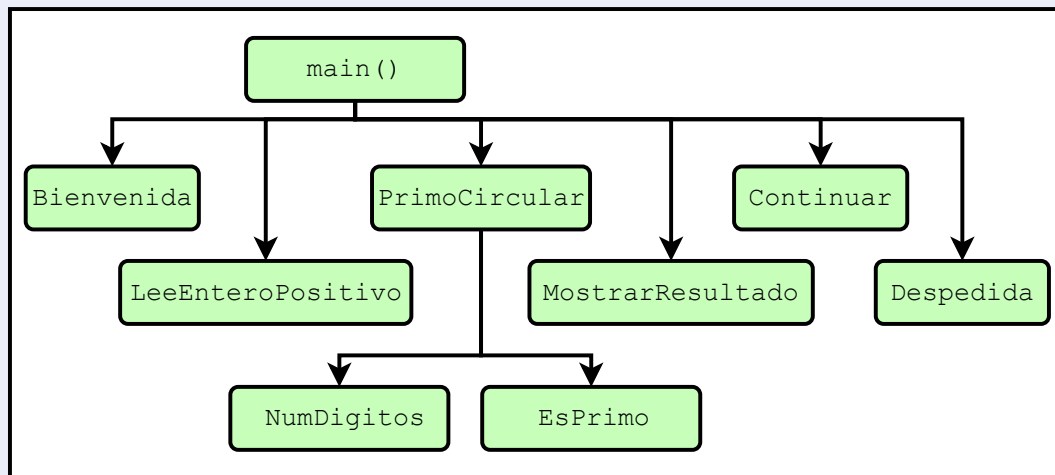 main()
Bienvenida
PrimoCircular
Continuar
LeeEnteroPositivo
MostrarResultado
Despedida
NumDigitos
EsPrimo